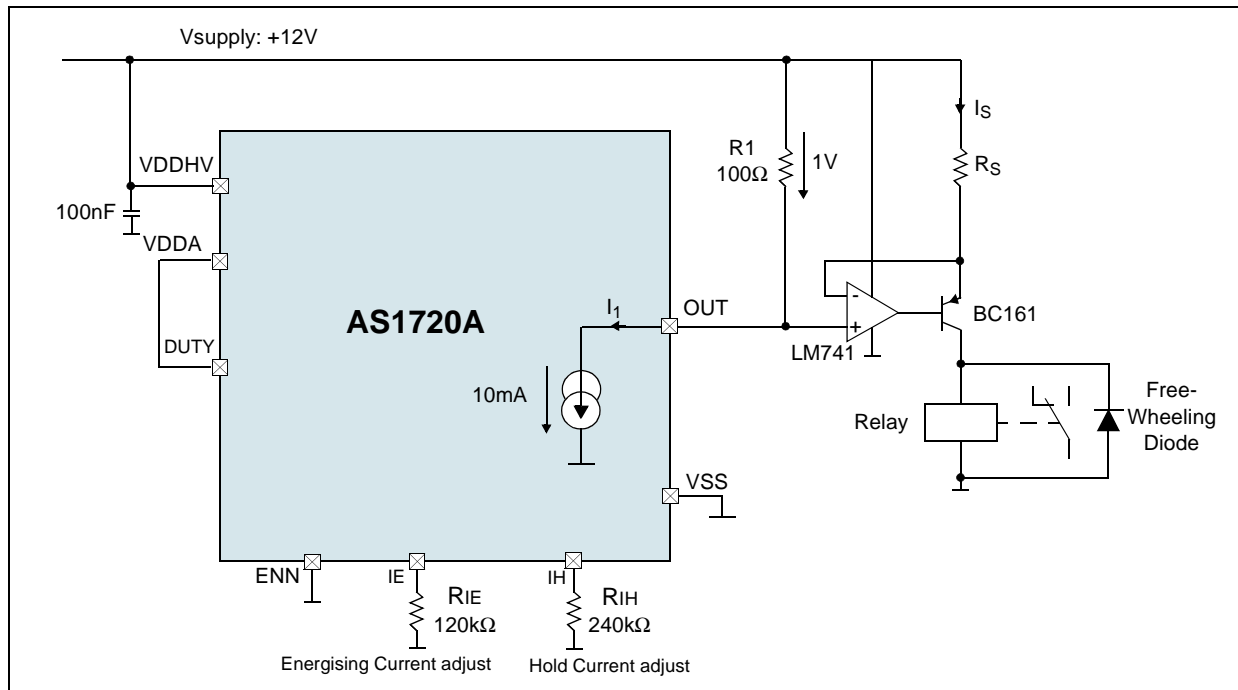 Vsupply: +12V
IS
VDDHV
R1
100Ω
1V
RS
100nF
VDDA
AS1720A
I1
OUT
-
+
BC161
LM741
DUTY
10mA
Relay
Free-
Wheeling
Diode
VSS
ENN
IE
IH
RIE
120kΩ
RIH
240kΩ
Energising Current adjust
Hold Current adjust